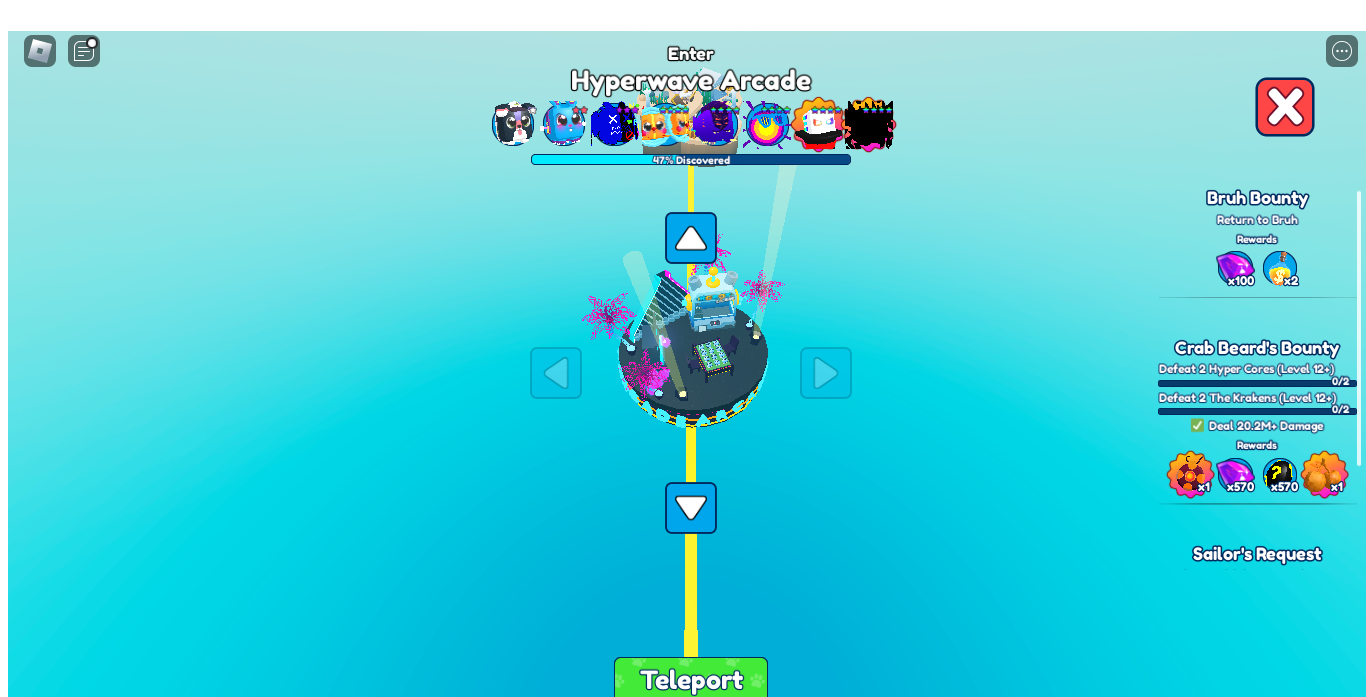 Enter
Hyperwave Arcade
47% Discovered
Bruh Bounty
Return to Bruh
Rewards
x100
x2
Crab Beard's Bounty
Defeat 2 Hyper Cores (Level 12+)
0/2
Defeat 2 The Krakens (Level 12+)
0/2
Deal 20.2M+ Damage
Rewards
x1
x570
?
x570
x1
Sailor's Request
Teleport